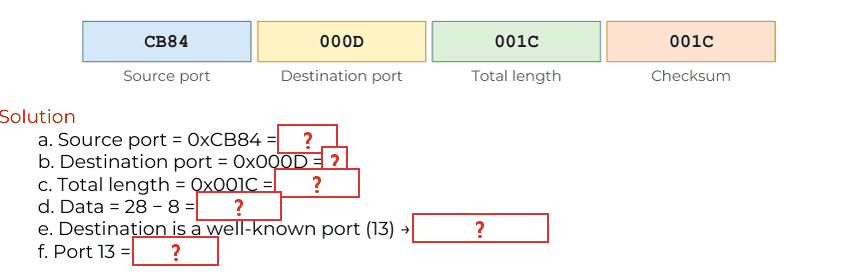 CB84 000D 001C 001C
Source port Destination port Total length Checksum
Solution
a. Source port = 0xCB84 = ?
b. Destination port = 0x000D = ?
c. Total length = 0x001C = ?
d. Data = 28 − 8 = ?
e. Destination is a well-known port (13) → ?
f. Port 13 = ?